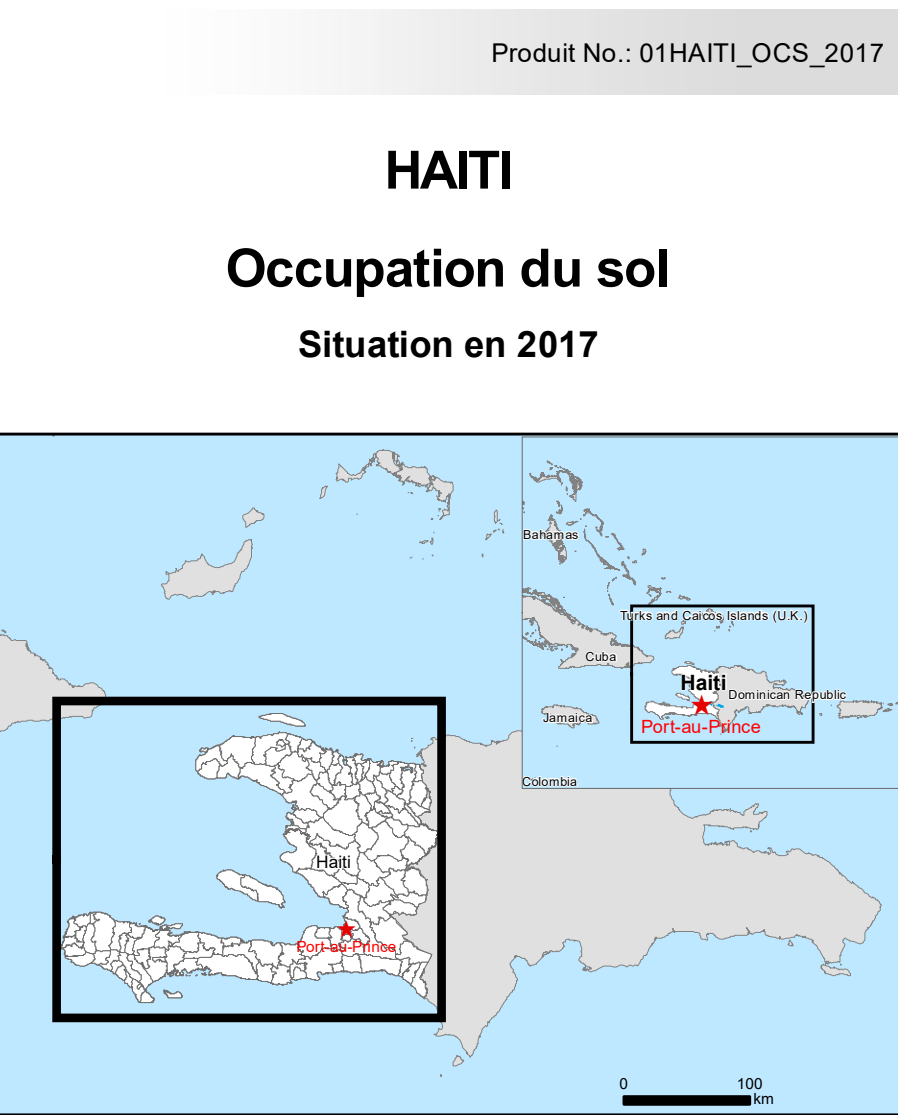 Produit No.: 01HAITI_OCS_2017
HAITI
Occupation du sol
Situation en 2017
Bahamas
Turks and Caicos Islands (U.K.)
Cuba
Haiti
Dominican Republic
Jamaica
Port-au-Prince
Colombia
Haiti
Port-au-Prince
0 100
km